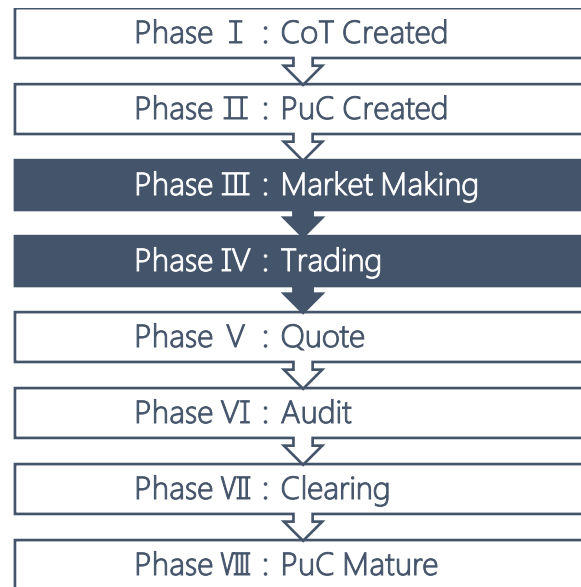 Phase Ⅰ : CoT Created
Phase Ⅱ : PuC Created
Phase Ⅲ : Market Making
Phase Ⅳ : Trading
Phase Ⅴ : Quote
Phase Ⅵ : Audit
Phase Ⅶ : Clearing
Phase Ⅷ : PuC Mature